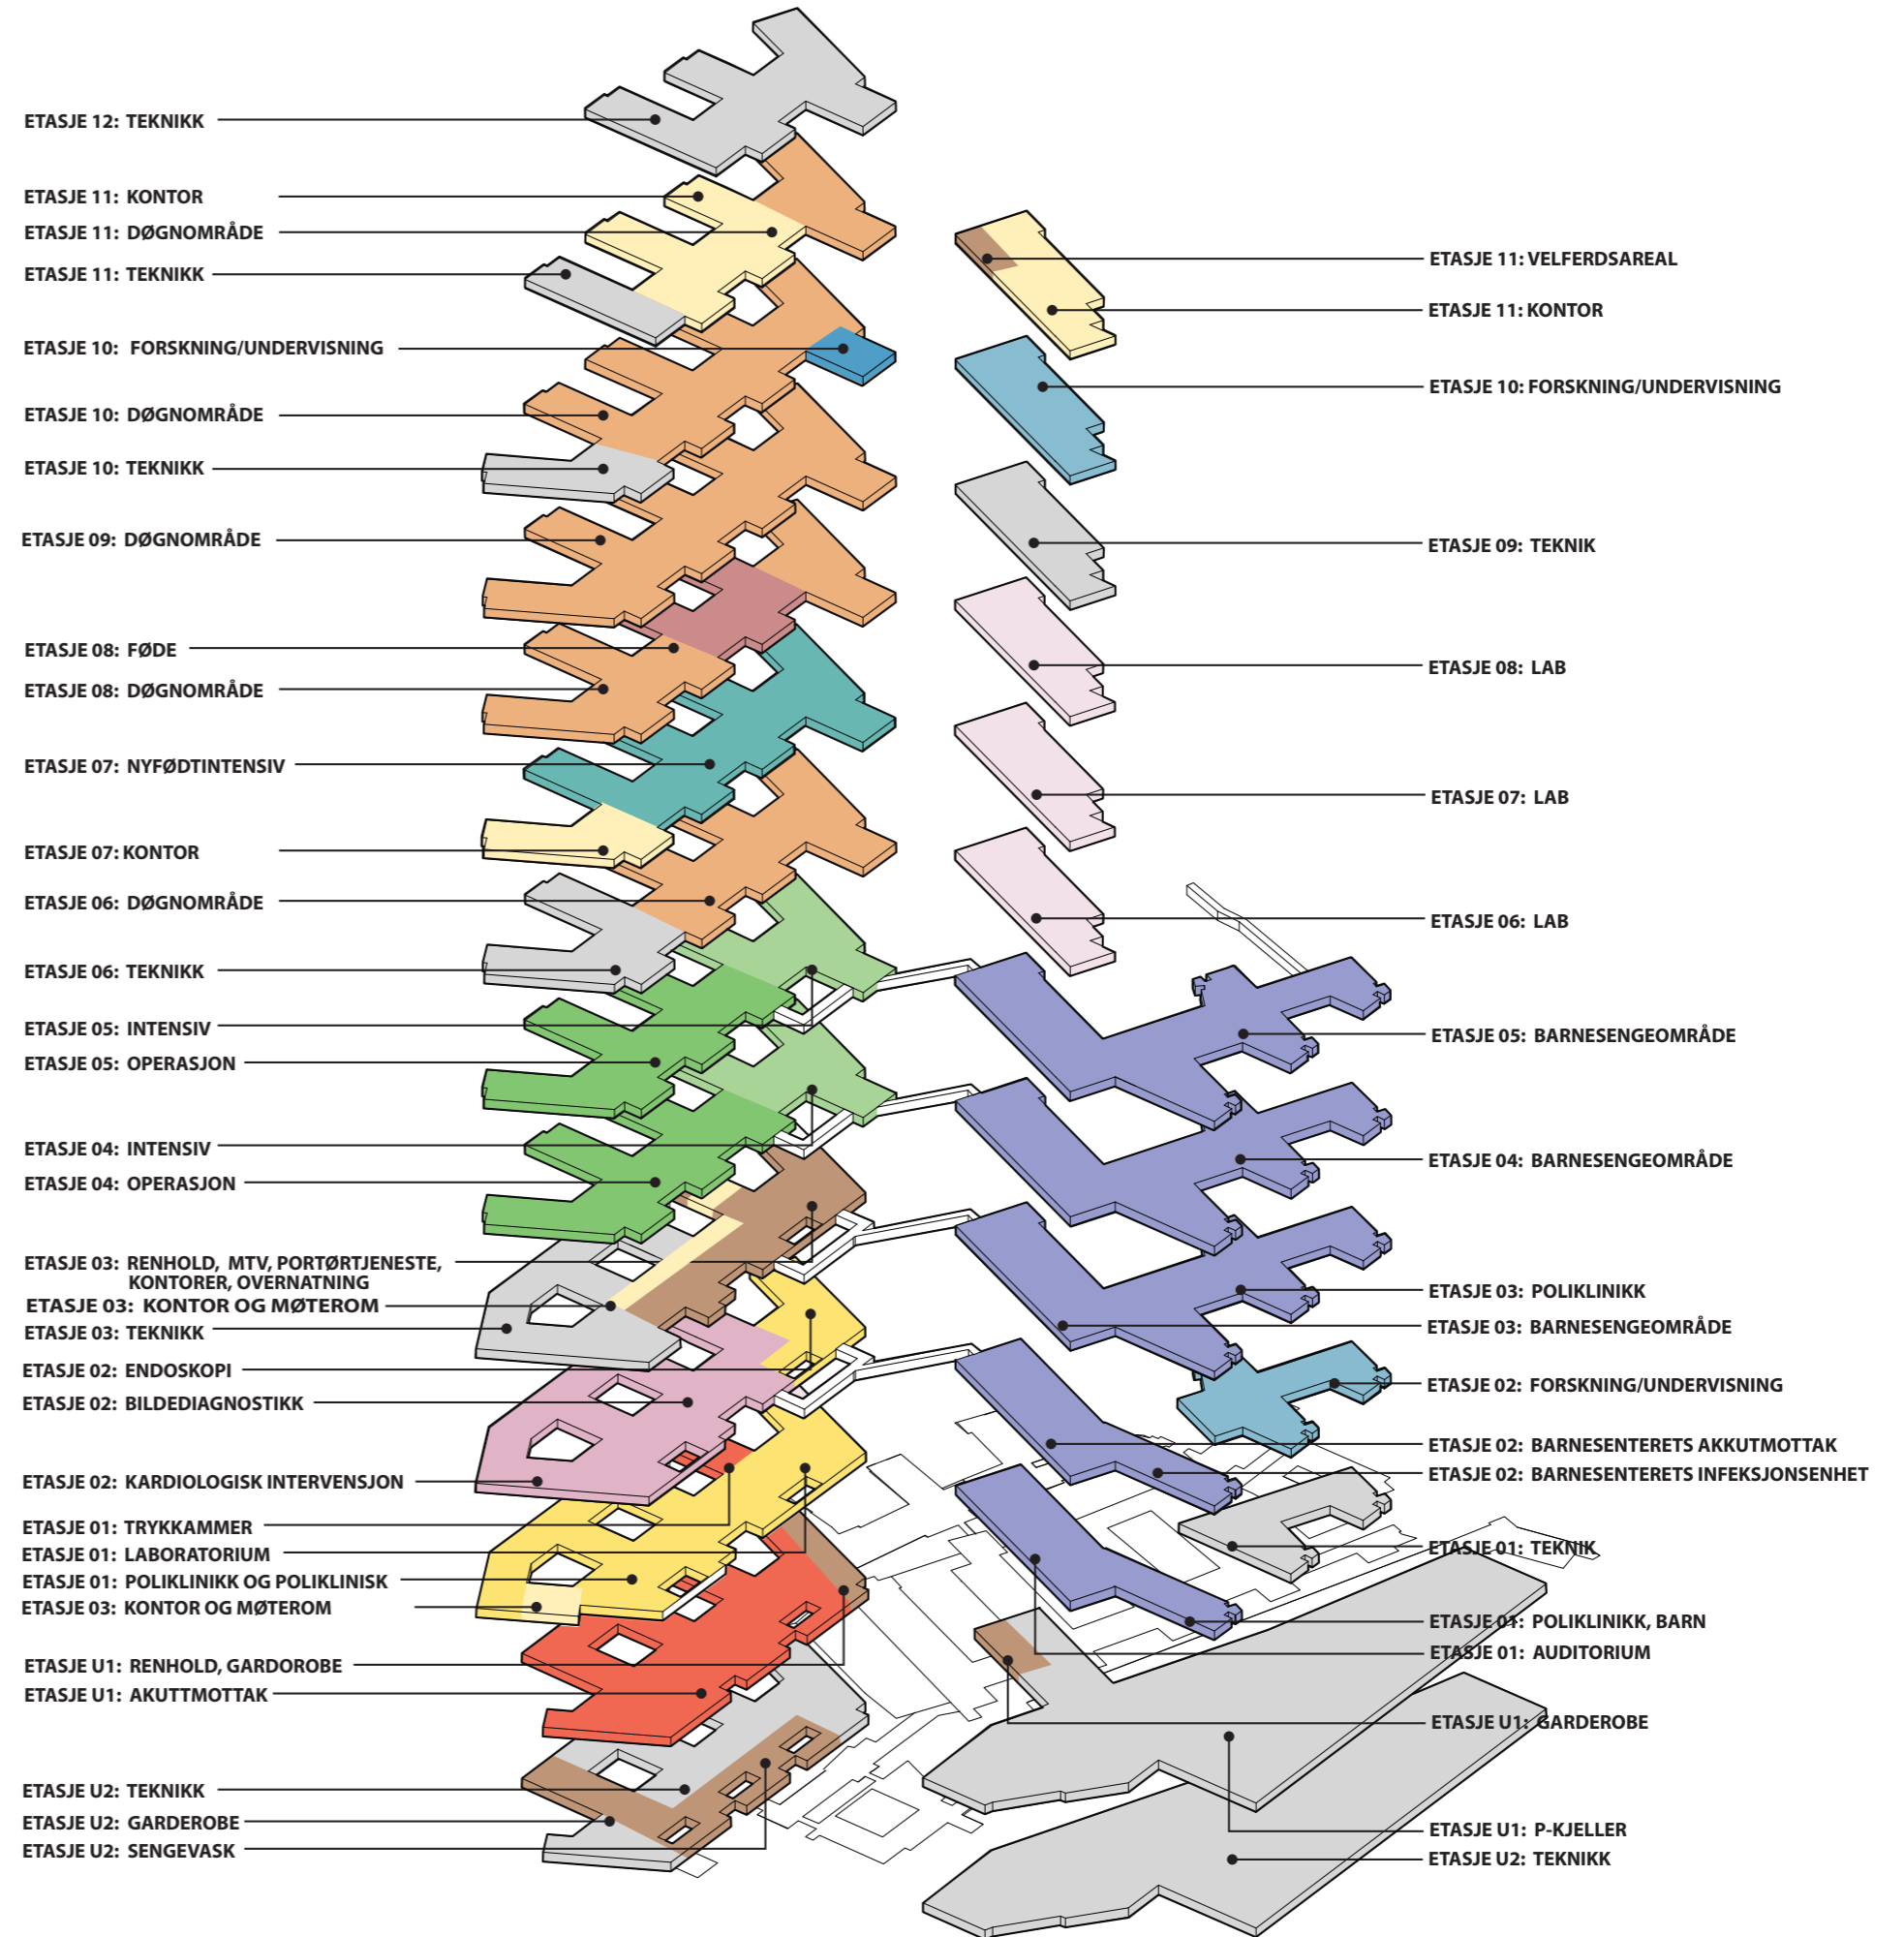 ETASJE 12: TEKNIKK
ETASJE 11: KONTOR
ETASJE 11: DØGNOMRÅDE
ETASJE 11: TEKNIKK
ETASJE 10: FORSKNING/UNDERVISNING
ETASJE 10: DØGNOMRÅDE
ETASJE 10: TEKNIKK
ETASJE 09: DØGNOMRÅDE
ETASJE 08: FØDE
ETASJE 08: DØGNOMRÅDE
ETASJE 07: NYFØDTINTENSIV
ETASJE 07: KONTOR
ETASJE 06: DØGNOMRÅDE
ETASJE 06: TEKNIKK
ETASJE 05: INTENSIV
ETASJE 05: OPERASJON
ETASJE 04: INTENSIV
ETASJE 04: OPERASJON
ETASJE 03: RENHOLD, MTV, PORTØRTJENESTE,
KONTORER, OVERNATNING
ETASJE 03: KONTOR OG MØTEROM
ETASJE 03: TEKNIKK
ETASJE 02: ENDOSKOPI
ETASJE 02: BILDEDIAGNOSTIKK
ETASJE 02: KARDIOLOGISK INTERVENSJON
ETASJE 01: TRYKKAMMER
ETASJE 01: LABORATORIUM
ETASJE 01: POLIKLINIKK OG POLIKLINISK
ETASJE 03: KONTOR OG MØTEROM
ETASJE U1: RENHOLD, GARDOROBE
ETASJE U1: AKUTTMOTTAK
ETASJE U2: TEKNIKK
ETASJE U2: GARDEROBE
ETASJE U2: SENGEVASK
ETASJE 11: VELFERDSAREAL
ETASJE 11: KONTOR
ETASJE 10: FORSKNING/UNDERVISNING
ETASJE 09: TEKNIK
ETASJE 08: LAB
ETASJE 07: LAB
ETASJE 06: LAB
ETASJE 05: BARNESENGEOMRÅDE
ETASJE 04: BARNESENGEOMRÅDE
ETASJE 03: POLIKLINIKK
ETASJE 03: BARNESENGEOMRÅDE
ETASJE 02: FORSKNING/UNDERVISNING
ETASJE 02: BARNESENTERETS AKKUTMOTTAK
ETASJE 02: BARNESENTERETS INFEKSJONSENHET
ETASJE 01: TEKNIK
ETASJE 01: POLIKLINIKK, BARN
ETASJE 01: AUDITORIUM
ETASJE U1: GARDEROBE
ETASJE U1: P-KJELLER
ETASJE U2: TEKNIKK